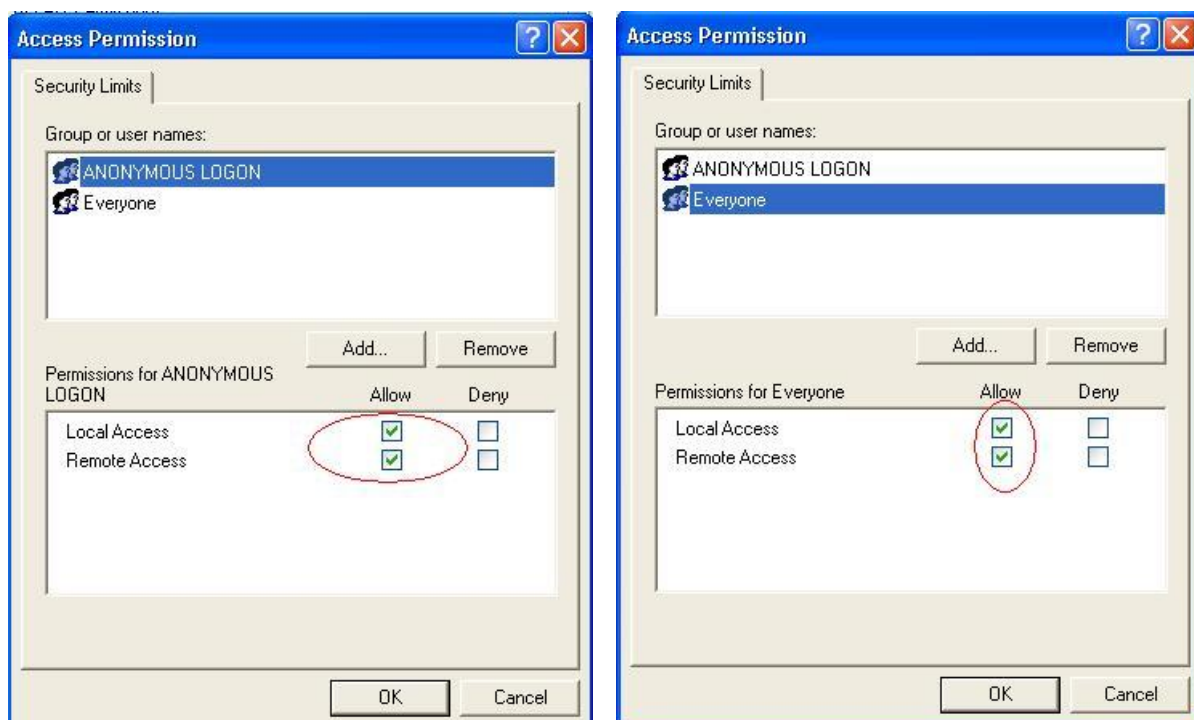 Access Permission
Security Limits
Group or user names:
ANONYMOUS LOGON
Everyone
Add... Remove
Permissions for ANONYMOUS
LOGON Allow Deny
Local Access
Remote Access
OK Cancel
Access Permission
Security Limits
Group or user names:
ANONYMOUS LOGON
Everyone
Add... Remove
Permissions for Everyone Allow Deny
Local Access
Remote Access
OK Cancel